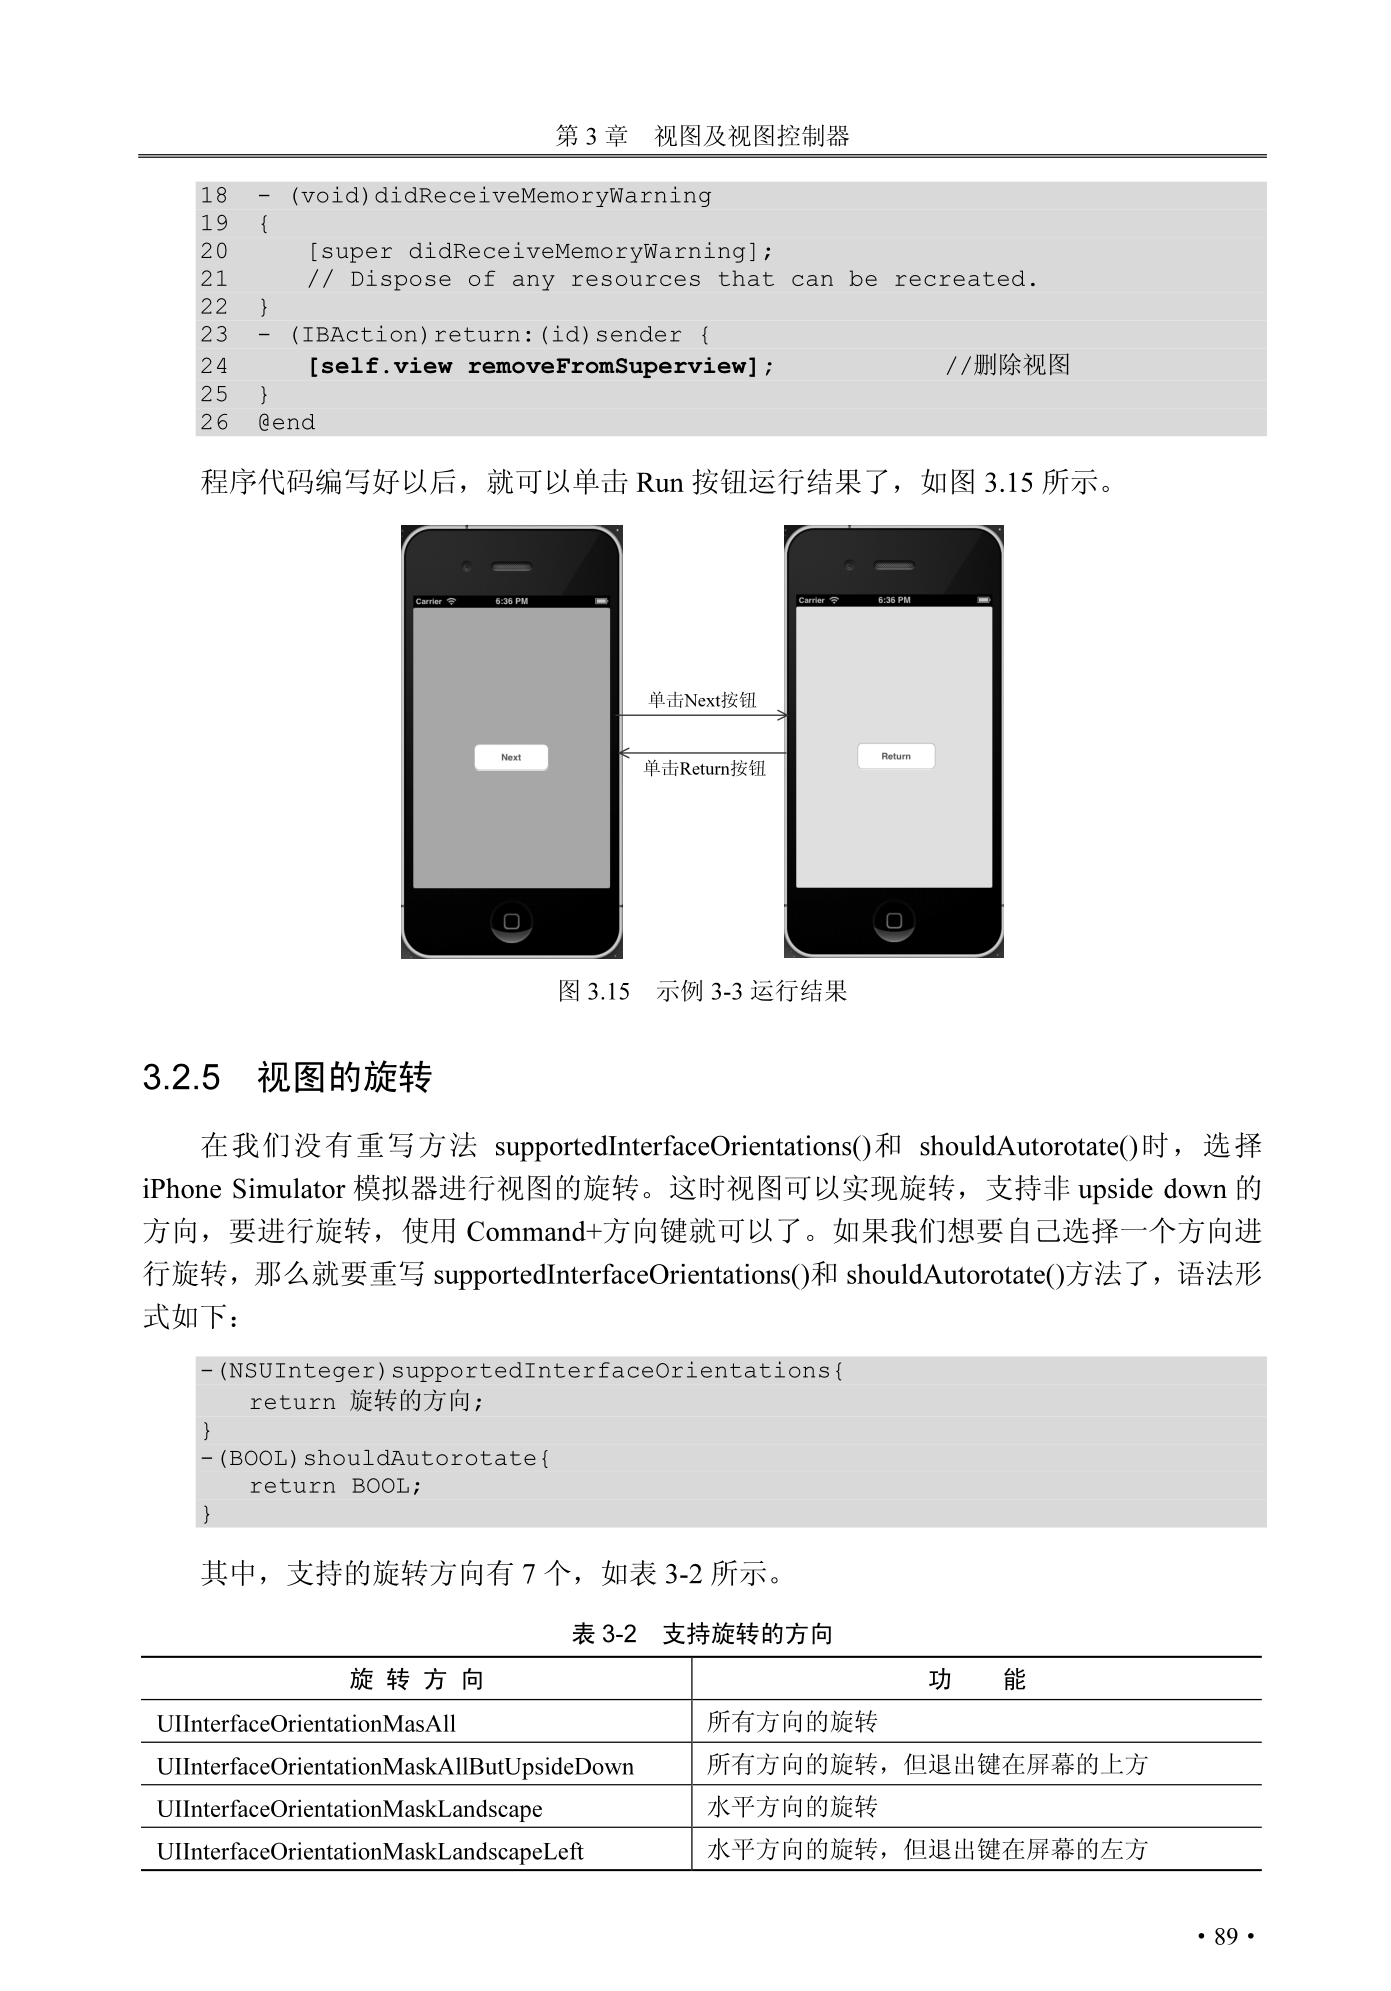 第 3 章　视图及视图控制器
18  - (void)didReceiveMemoryWarning
19  {
20     [super didReceiveMemoryWarning];
21     // Dispose of any resources that can be recreated.
22  }
23  - (IBAction)return:(id)sender {
24     [self.view removeFromSuperview];            //删除视图
25  }
26  @end
程序代码编写好以后，就可以单击 Run 按钮运行结果了，如图 3.15 所示。
Carrier 6:36 PM
Carrier 6:36 PM
单击Next按钮
Next
Return
单击Return按钮
图 3.15　示例 3-3 运行结果
3.2.5　视图的旋转
在我们没有重写方法 supportedInterfaceOrientations()和 shouldAutorotate()时，选择
iPhone Simulator 模拟器进行视图的旋转。这时视图可以实现旋转，支持非 upside down 的
方向，要进行旋转，使用 Command+方向键就可以了。如果我们想要自己选择一个方向进
行旋转，那么就要重写 supportedInterfaceOrientations()和 shouldAutorotate()方法了，语法形
式如下：
-(NSUInteger)supportedInterfaceOrientations{
   return 旋转的方向;
}
-(BOOL)shouldAutorotate{
   return BOOL;
}
其中，支持的旋转方向有 7 个，如表 3-2 所示。
表 3-2　支持旋转的方向
旋 转 方 向　功　能
UIInterfaceOrientationMasAll　所有方向的旋转
UIInterfaceOrientationMaskAllButUpsideDown　所有方向的旋转，但退出键在屏幕的上方
UIInterfaceOrientationMaskLandscape　水平方向的旋转
UIInterfaceOrientationMaskLandscapeLeft　水平方向的旋转，但退出键在屏幕的左方
• 89 •